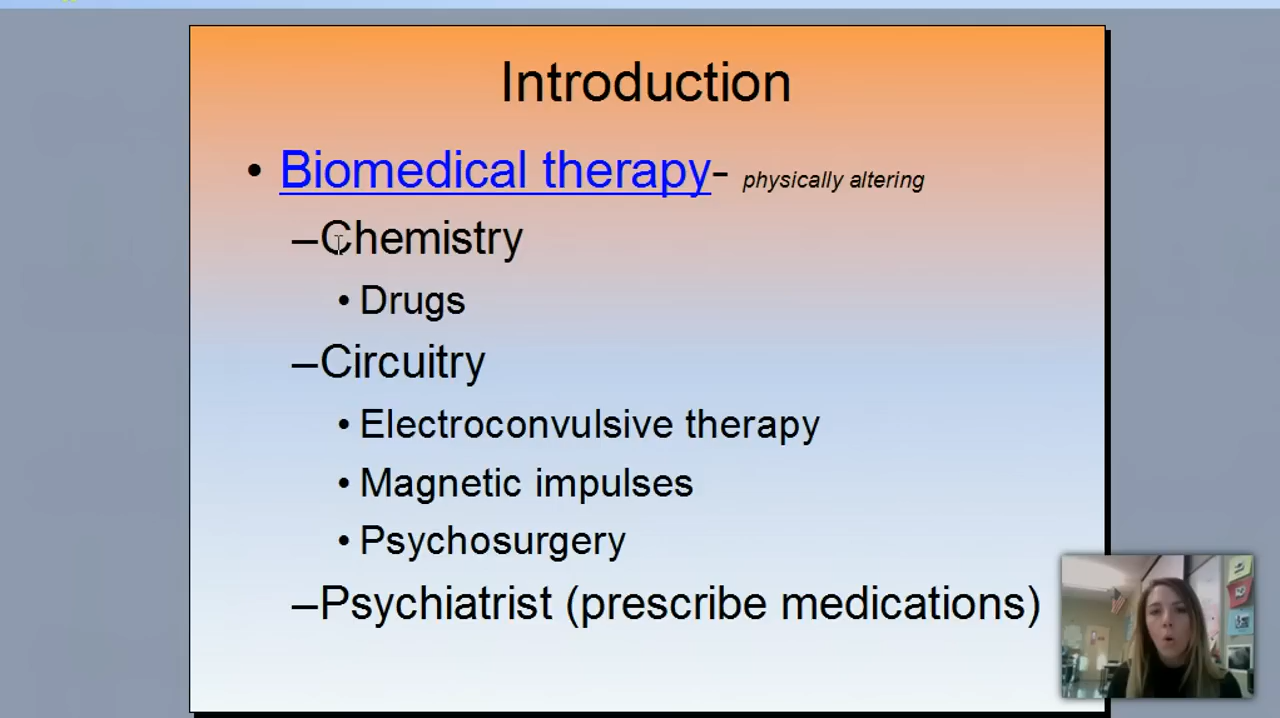 Introduction
• Biomedical therapy- physically altering
–Chemistry
• Drugs
–Circuitry
• Electroconvulsive therapy
• Magnetic impulses
• Psychosurgery
–Psychiatrist (prescribe medications)